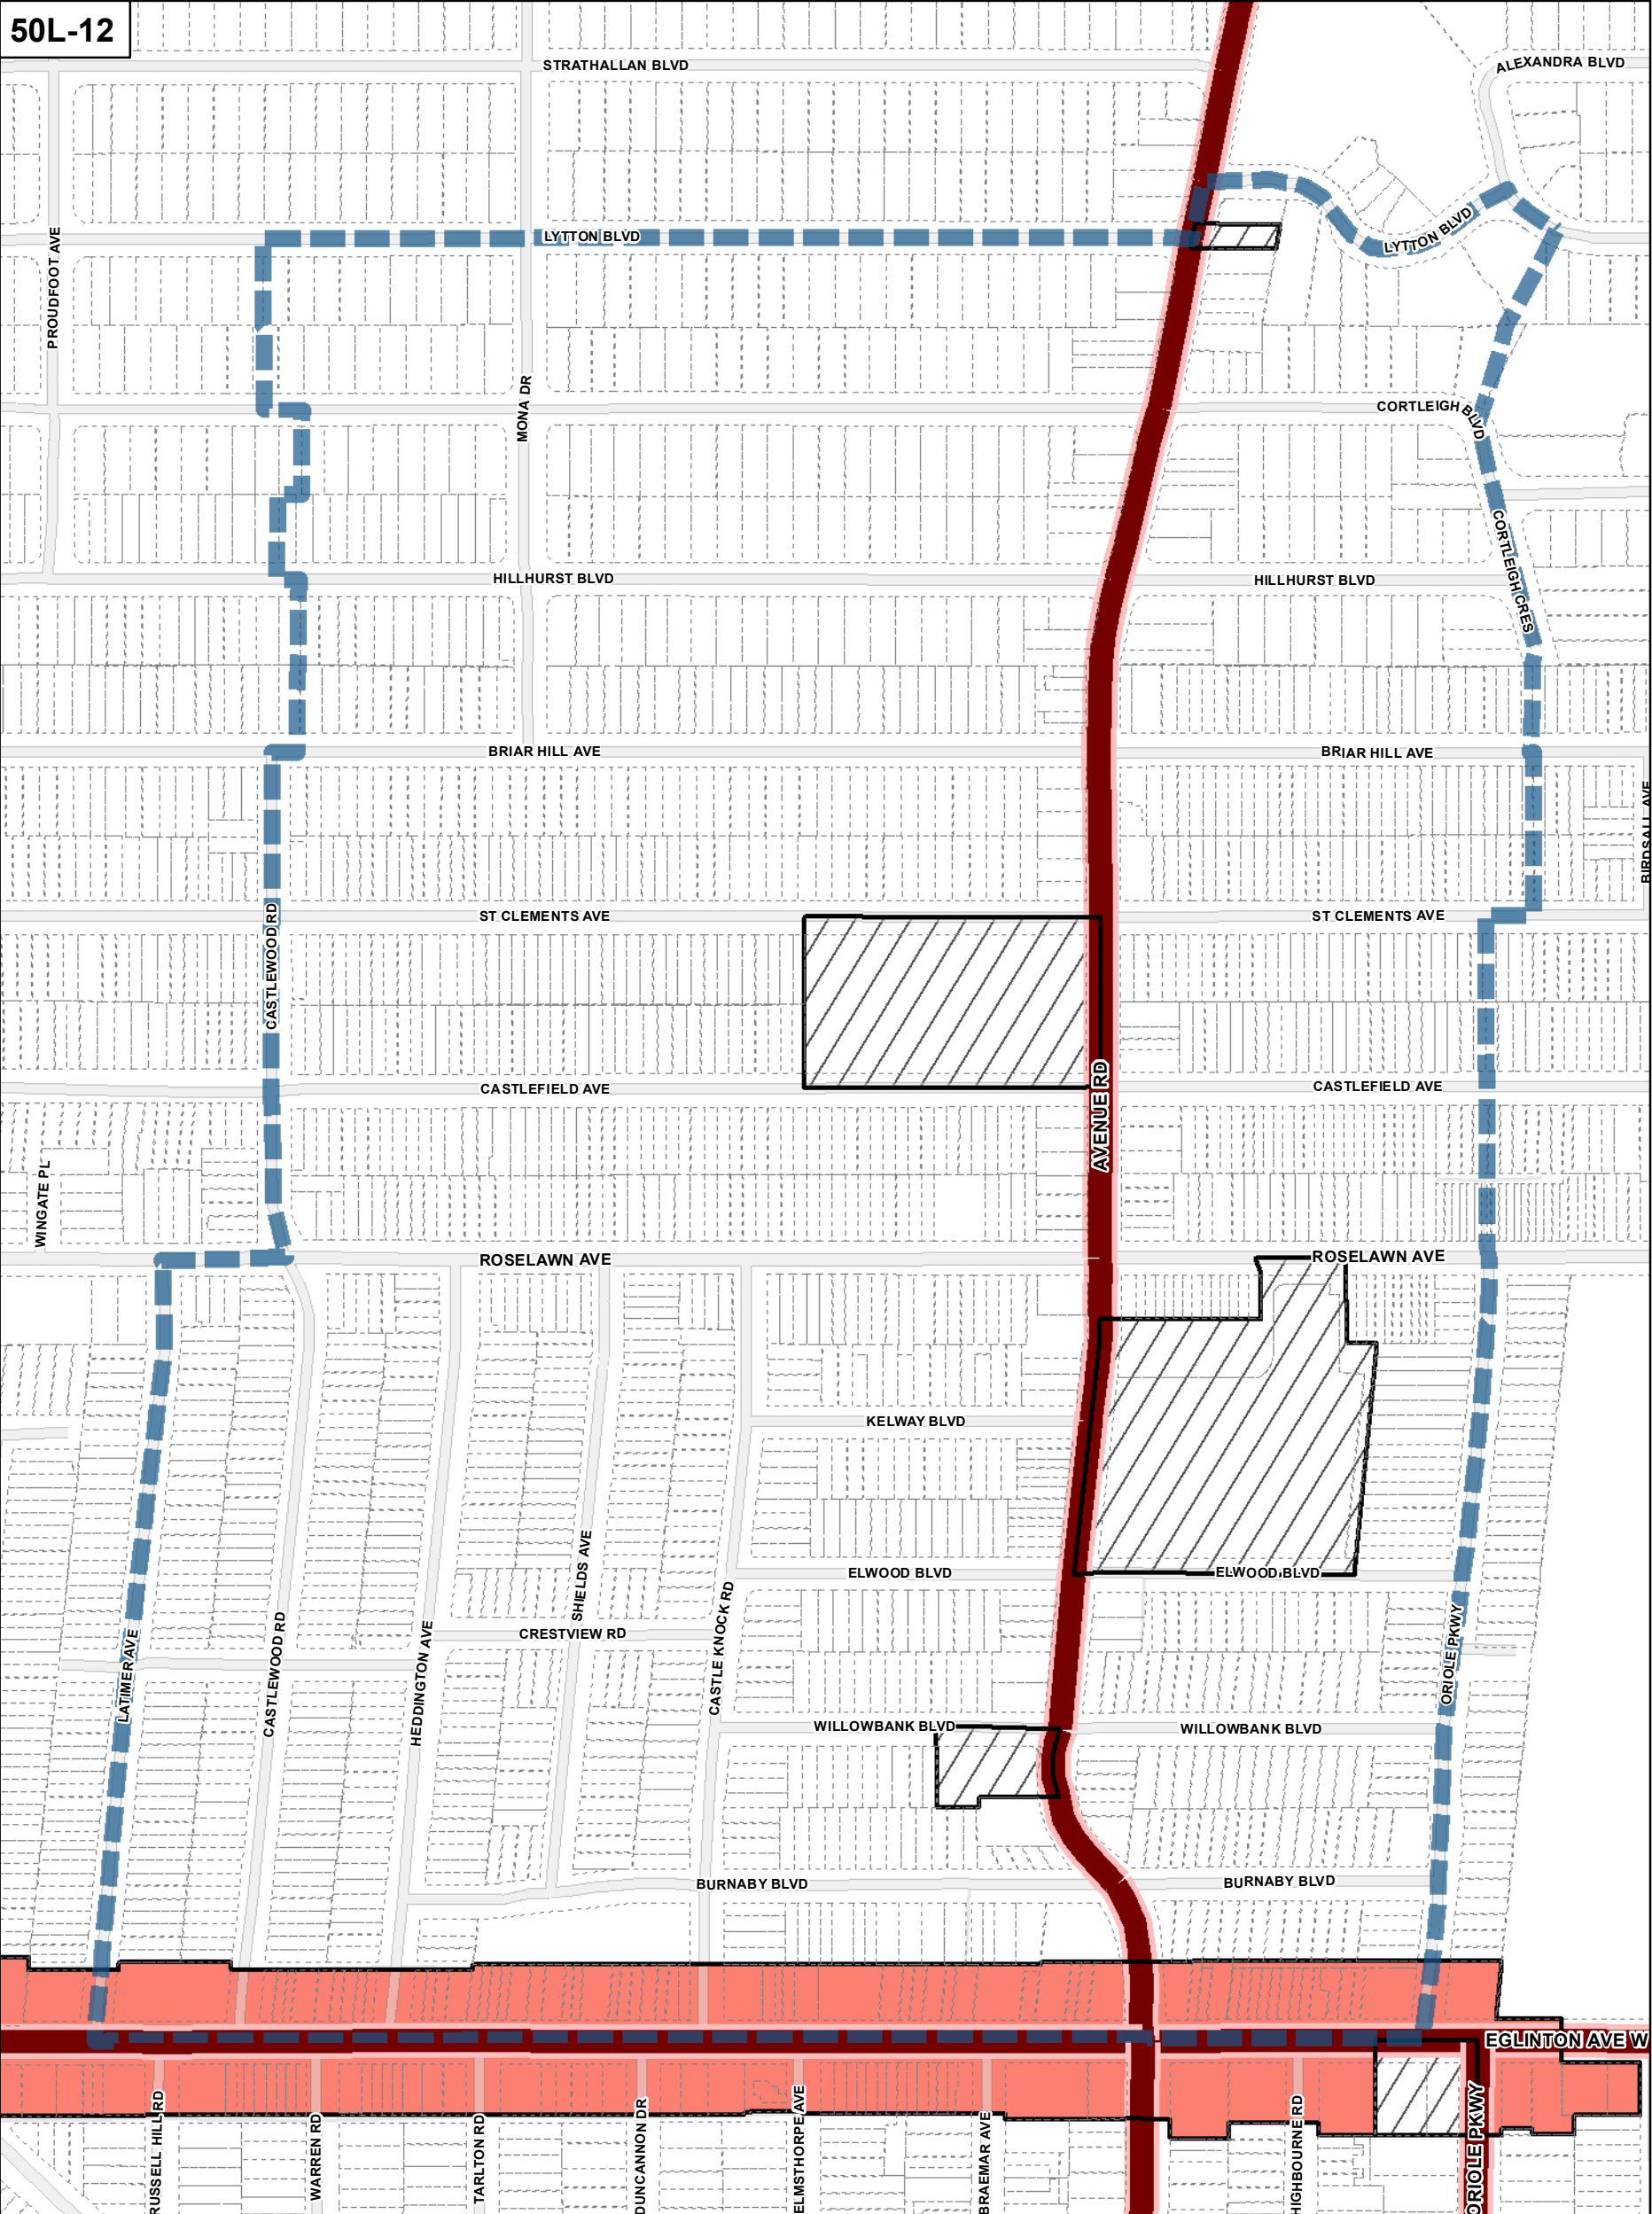 50L-12
STRATHALLAN BLVD
ALEXANDRA BLVD
PROUDFOOT AVE
LYTTON BLVD
LYTTON BLVD
MONA DR
CORTLEIGH BLVD
CORTLEIGH CRES
HILLHURST BLVD
HILLHURST BLVD
BRIAR HILL AVE
BRIAR HILL AVE
BIRDSALL AVE
ST CLEMENTS AVE
ST CLEMENTS AVE
CASTLEWOOD RD
CASTLEFIELD AVE
CASTLEFIELD AVE
AVENUE RD
WINGATE PL
ROSELAWN AVE
ROSELAWN AVE
KELWAY BLVD
ELWOOD BLVD
ELWOOD BLVD
SHIELDS AVE
CRESTVIEW RD
CASTLE KNOCK RD
LATIMER AVE
CASTLEWOOD RD
HEDDINGTON AVE
ORIOLE PKWY
WILLOWBANK BLVD
WILLOWBANK BLVD
BURNABY BLVD
BURNABY BLVD
EGLINTON AVE W
RUSSELL HILL RD
WARREN RD
TARLTON RD
DUNCANNON DR
ELMSTHORPE AVE
BRAEMAR AVE
HIGHBOURNE RD
ORIOLE PKWY